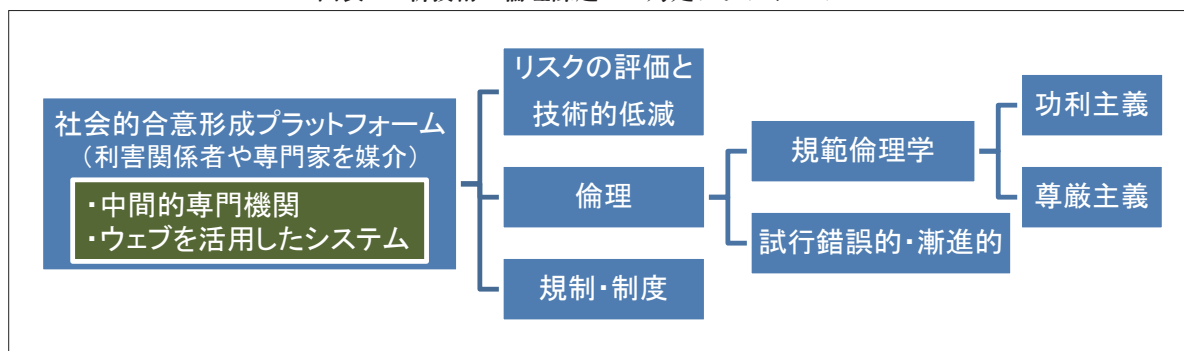 社会的合意形成プラットフォーム
（利害関係者や専門家を媒介）
・中間的専門機関
・ウェブを活用したシステム
リスクの評価と
技術的低減
倫理
規制・制度
規範倫理学
試行錯誤的・漸進的
功利主義
尊厳主義